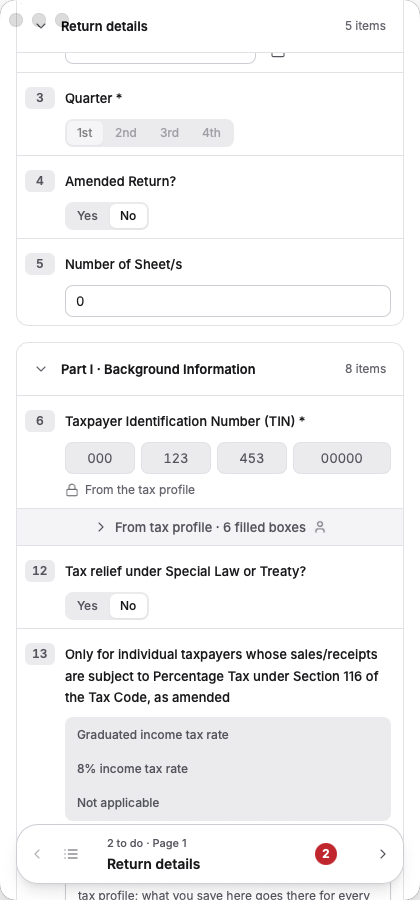 Return details
5 items
3
Quarter *
1st 2nd 3rd 4th
4
Amended Return?
Yes No
5
Number of Sheet/s
0
Part I · Background Information
8 items
6
Taxpayer Identification Number (TIN) *
000 123 453 00000
From the tax profile
From tax profile · 6 filled boxes
12
Tax relief under Special Law or Treaty?
Yes No
13
Only for individual taxpayers whose sales/receipts
are subject to Percentage Tax under Section 116 of
the Tax Code, as amended
Graduated income tax rate
8% income tax rate
Not applicable
2 to do · Page 1
Return details
2
tax profile; what you save here goes there for every